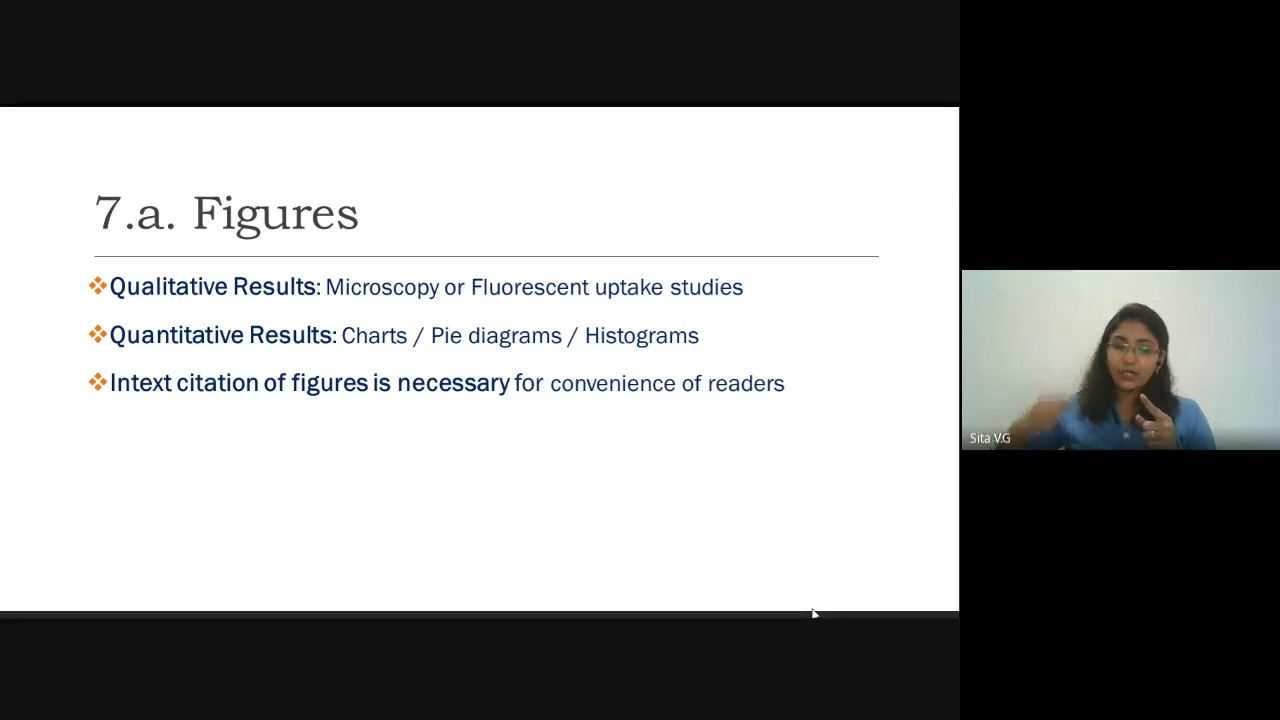 7.a. Figures
Qualitative Results: Microscopy or Fluorescent uptake studies
Quantitative Results: Charts / Pie diagrams / Histograms
Intext citation of figures is necessary for convenience of readers
Sita V.G